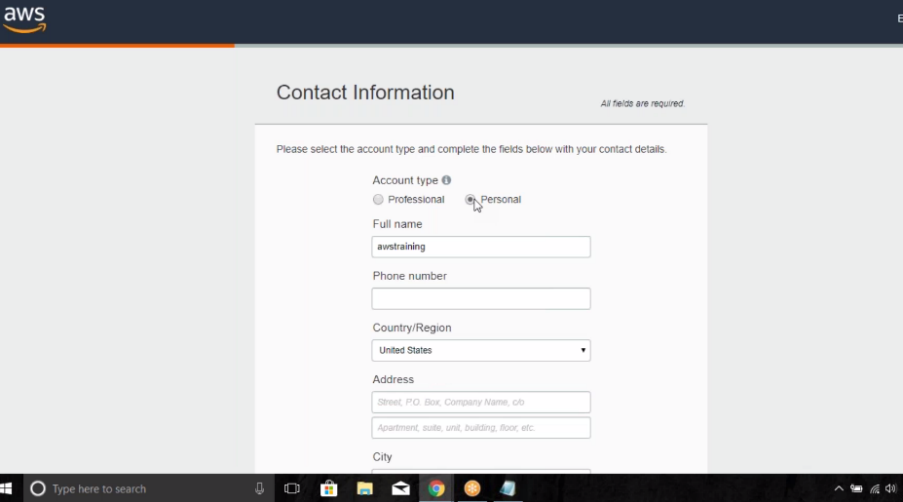 aws
E
Contact Information
All fields are required.
Please select the account type and complete the fields below with your contact details.
Account type
Professional Personal
Full name
awstraining
Phone number
Country/Region
United States
Address
Street, P.O. Box, Company Name, c/o
Apartment, suite, unit, building, floor, etc.
City
Type here to search